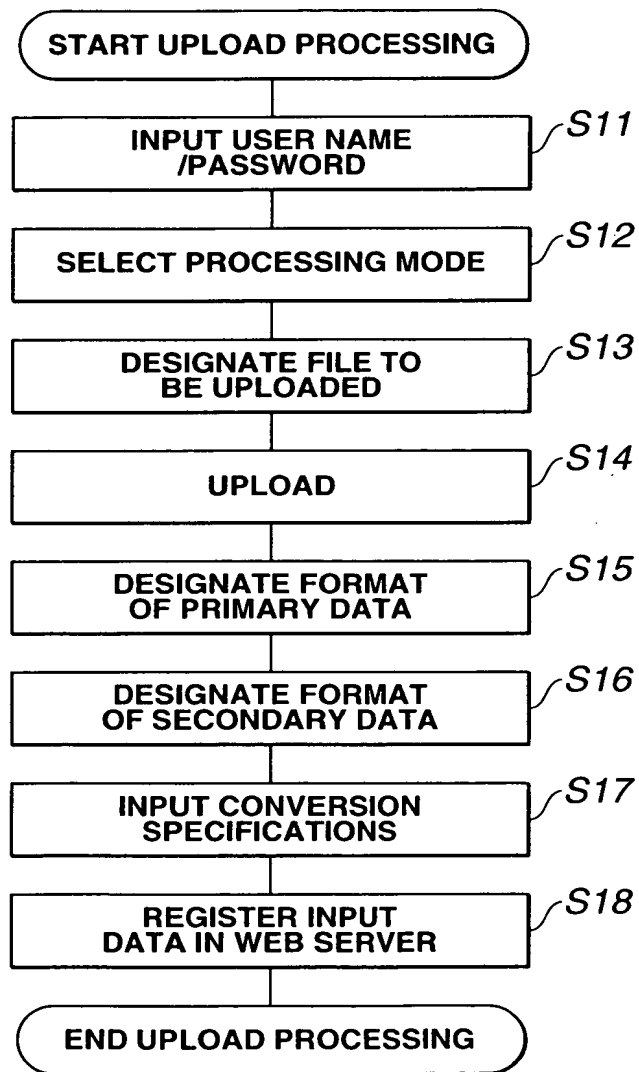 START UPLOAD PROCESSING
S11
INPUT USER NAME
/PASSWORD
S12
SELECT PROCESSING MODE
S13
DESIGNATE FILE TO
BE UPLOADED
S14
UPLOAD
S15
DESIGNATE FORMAT
OF PRIMARY DATA
S16
DESIGNATE FORMAT
OF SECONDARY DATA
S17
INPUT CONVERSION
SPECIFICATIONS
S18
REGISTER INPUT
DATA IN WEB SERVER
END UPLOAD PROCESSING